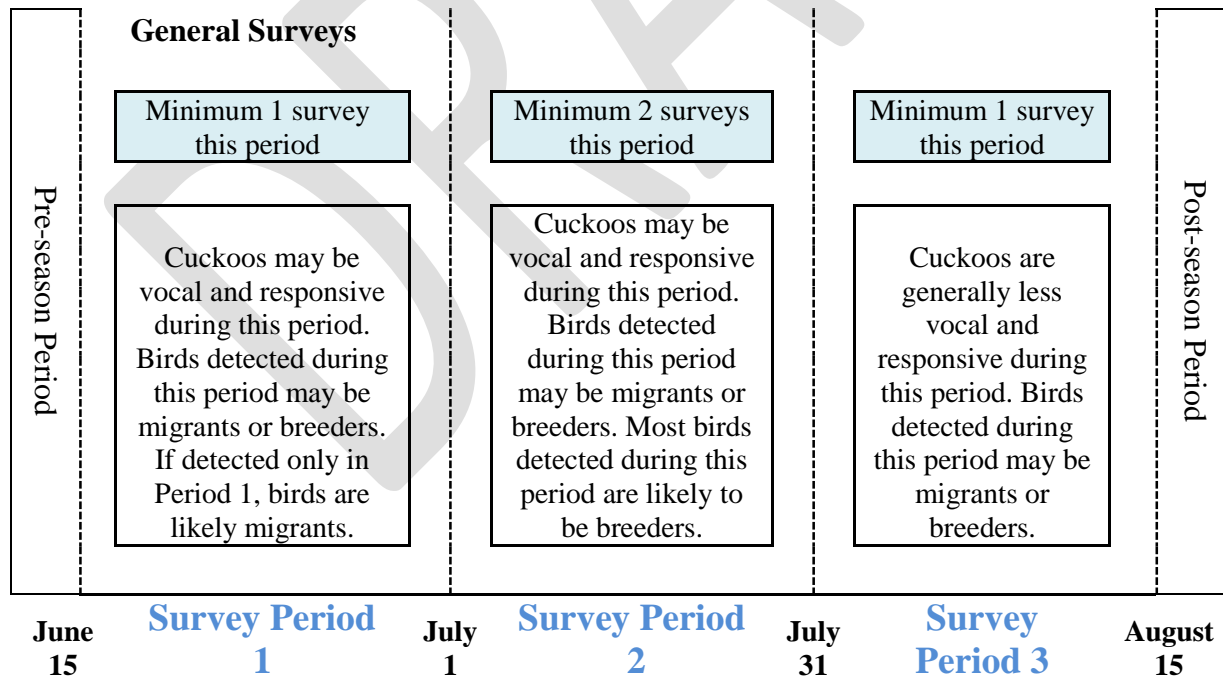 General Surveys
Pre-season Period
Minimum 1 survey
this period
Cuckoos may be
vocal and responsive
during this period.
Birds detected during
this period may be
migrants or breeders.
If detected only in
Period 1, birds are
likely migrants.
Minimum 2 surveys
this period
Cuckoos may be
vocal and responsive
during this period.
Birds detected
during this period
may be migrants or
breeders. Most birds
detected during this
period are likely to
be breeders.
Minimum 1 survey
this period
Cuckoos are
generally less
vocal and
responsive during
this period. Birds
detected during
this period may be
migrants or
breeders.
Post-season Period
June
15
Survey Period
1
July
1
Survey Period
2
July
31
Survey
Period 3
August
15